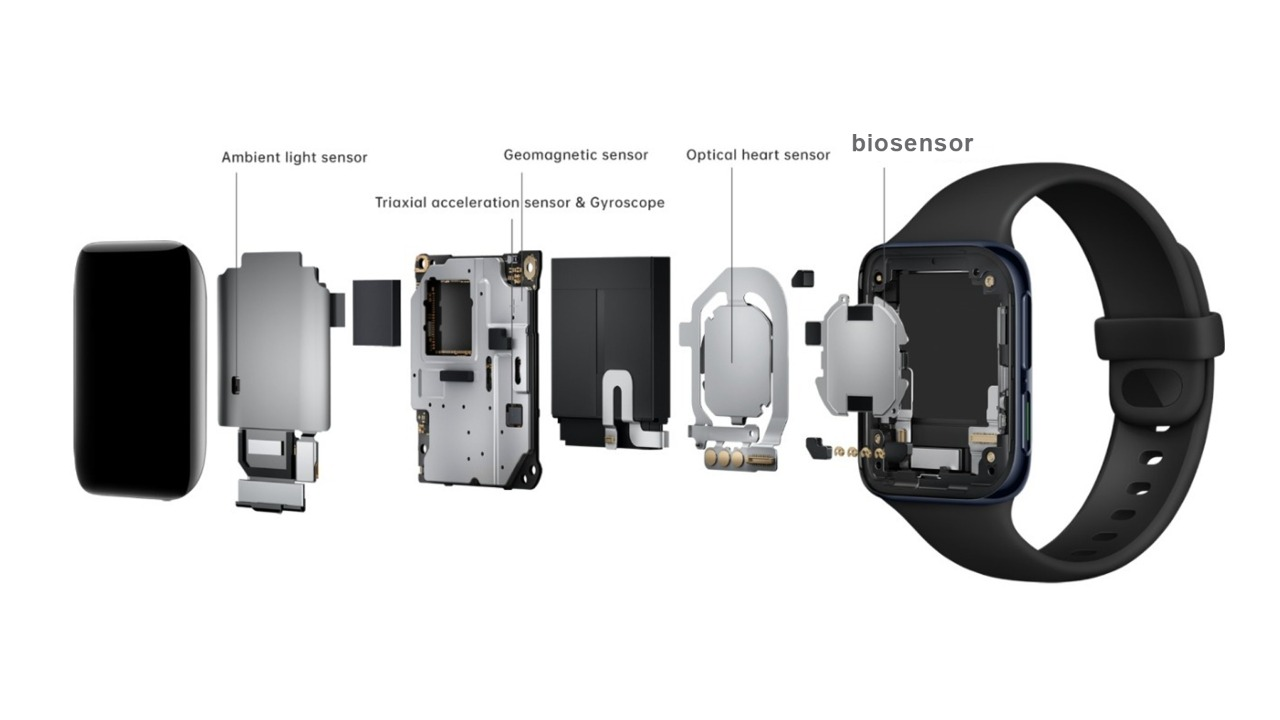 Ambient light sensor
Geomagnetic sensor
Optical heart sensor
biosensor
Triaxial acceleration sensor & Gyroscope